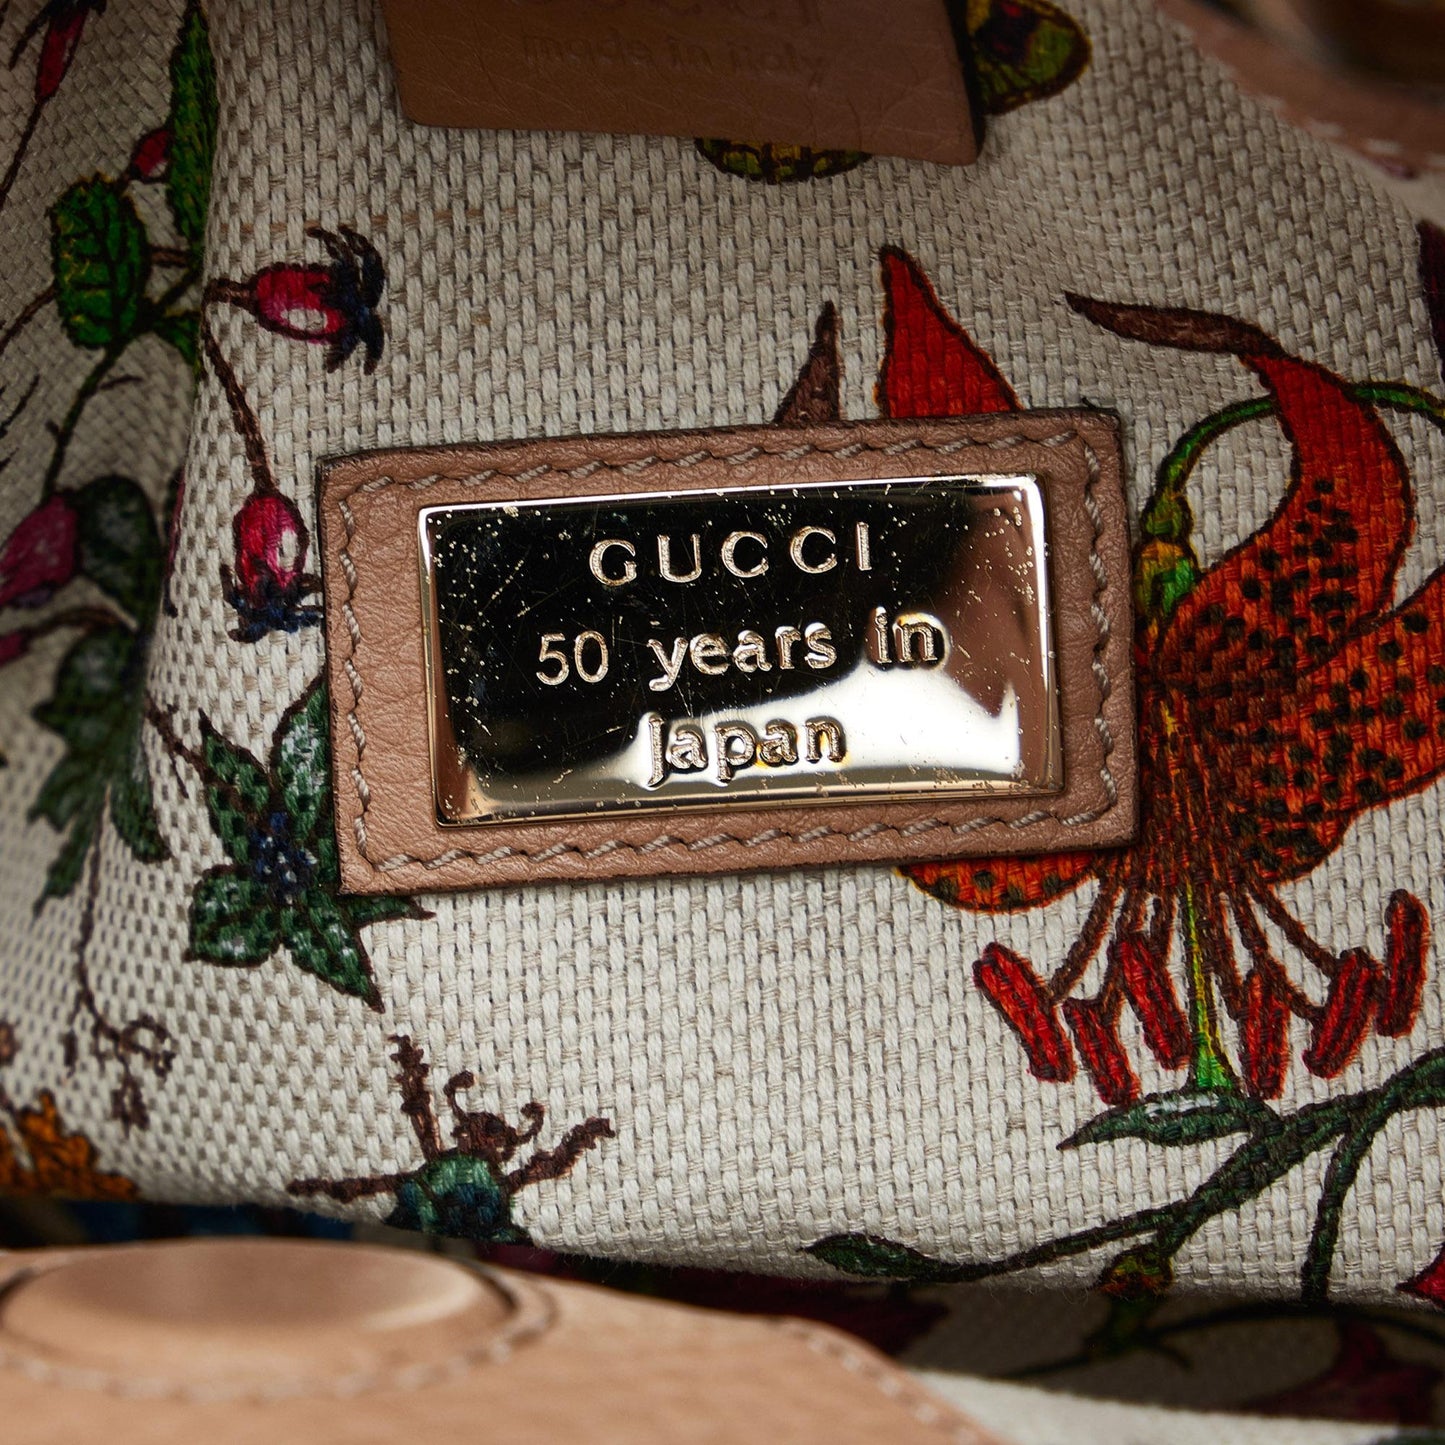 made in italy
GUCCI
50 years in
Japan